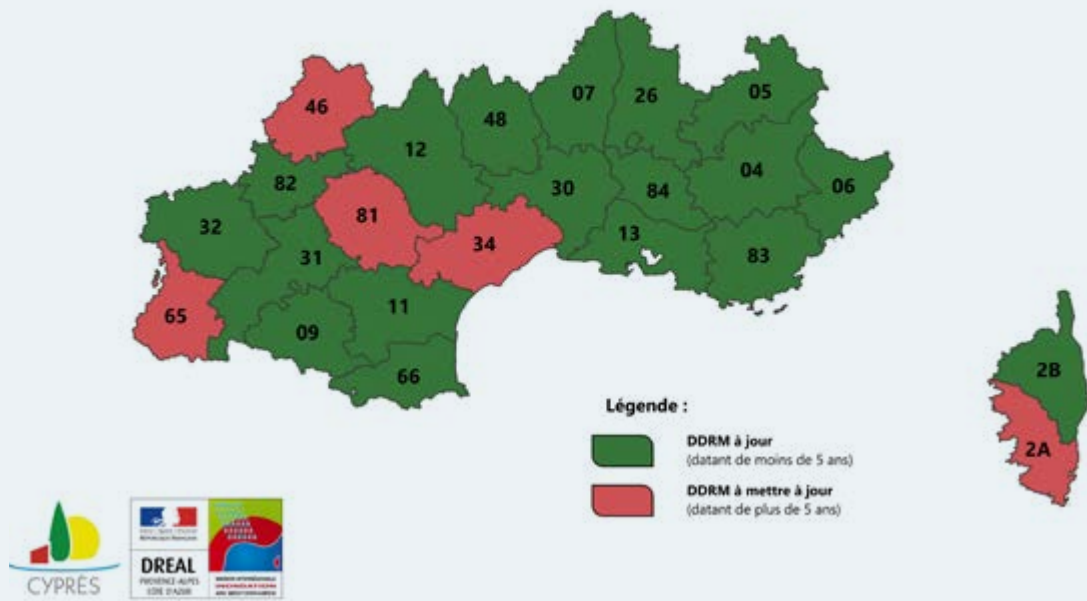 46
48
07
26
05
12
82
30
84
04
06
32
81
34
13
83
31
65
09
11
66
2B
2A
Légende :
DDRM à jour
(datant de moins de 5 ans)
DDRM à mettre à jour
(datant de plus de 5 ans)
CYPRÈS
DREAL
PROVENCE-ALPES
CÔTE D'AZUR